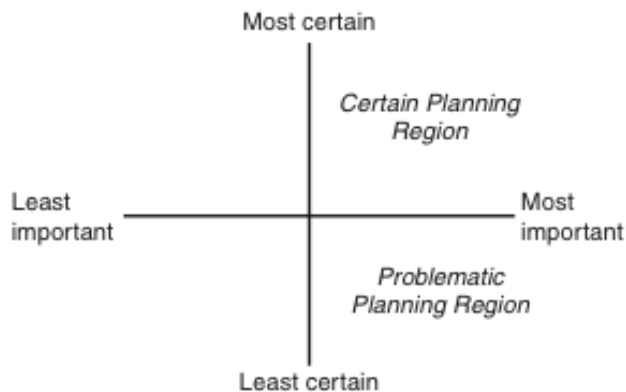 Most certain
Certain Planning
Region
Least
important
Most
important
Problematic
Planning Region
Least certain